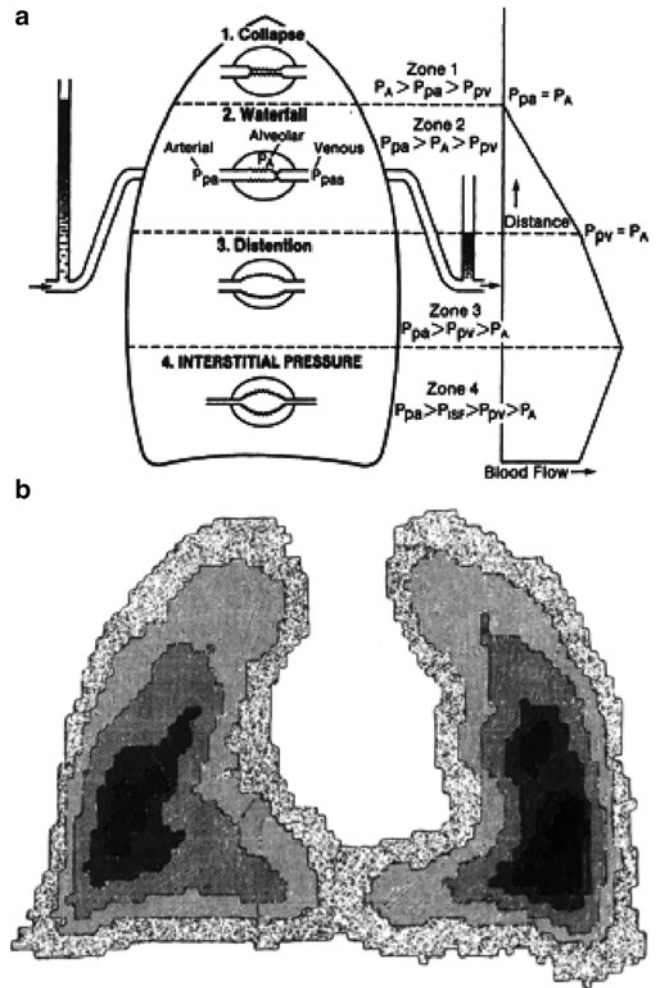 a
1. Collapse
Zone 1
PA > Ppa > Ppv
Ppa = PA
2. Waterfall
Zone 2
Ppa > PA > Ppv
Arterial
Alveolar
Venous
Ppa
PA
Ppas
Distance
Ppv = PA
3. Distention
Zone 3
Ppa > Ppv > PA
4. INTERSTITIAL PRESSURE
Zone 4
Ppa > PISF > Ppv > PA
Blood Flow
b